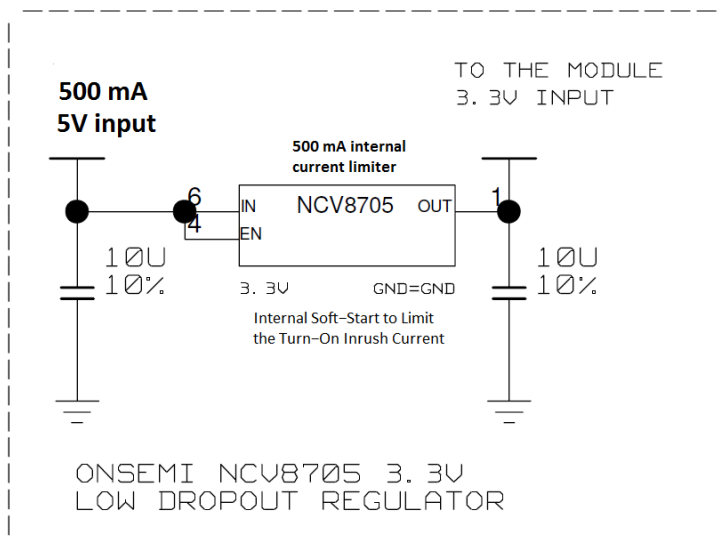 500 mA
5V input
TO THE MODULE
3.3V INPUT
500 mA internal
current limiter
6
IN
NCV8705
OUT
1
4
EN
10U
10%
3.3V
GND=GND
10U
10%
Internal Soft−Start to Limit
the Turn−On Inrush Current
ONSEMI NCV8705 3.3V
LOW DROPOUT REGULATOR